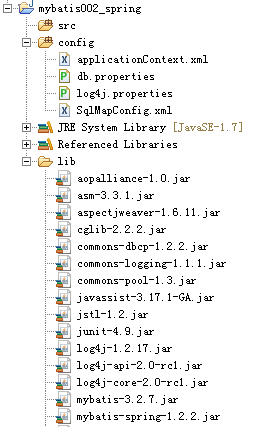 mybatis002_spring
src
config
applicationContext.xml
db.properties
log4j.properties
SqlMapConfig.xml
JRE System Library [JavaSE-1.7]
Referenced Libraries
lib
aopalliance-1.0.jar
asm-3.3.1.jar
aspectjweaver-1.6.11.jar
cglib-2.2.2.jar
commons-dbcp-1.2.2.jar
commons-logging-1.1.1.jar
commons-pool-1.3.jar
javassist-3.17.1-GA.jar
jstl-1.2.jar
junit-4.9.jar
log4j-1.2.17.jar
log4j-api-2.0-rc1.jar
log4j-core-2.0-rc1.jar
mybatis-3.2.7.jar
mybatis-spring-1.2.2.jar